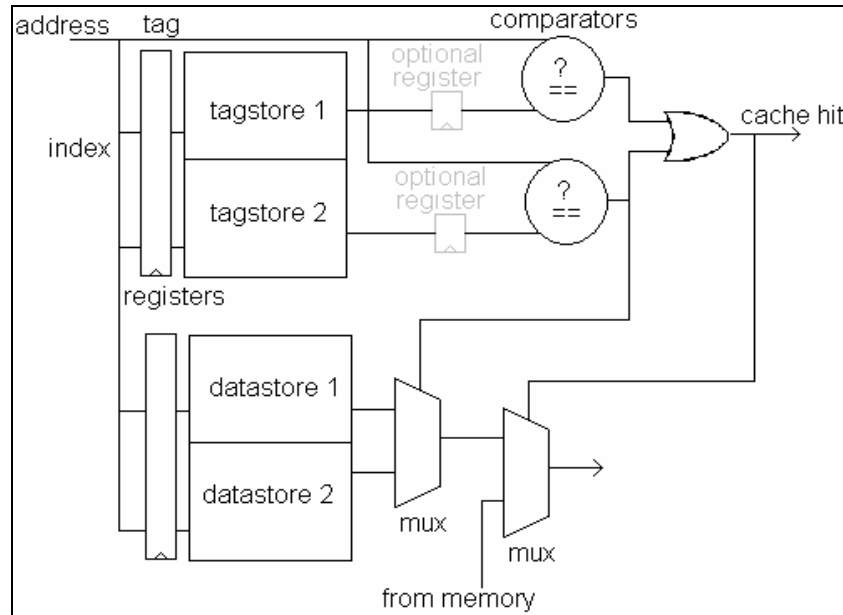 address
tag
comparators
optional
register
?
==
tagstore 1
cache hit
index
optional
register
?
==
tagstore 2
registers
datastore 1
datastore 2
mux
mux
from memory